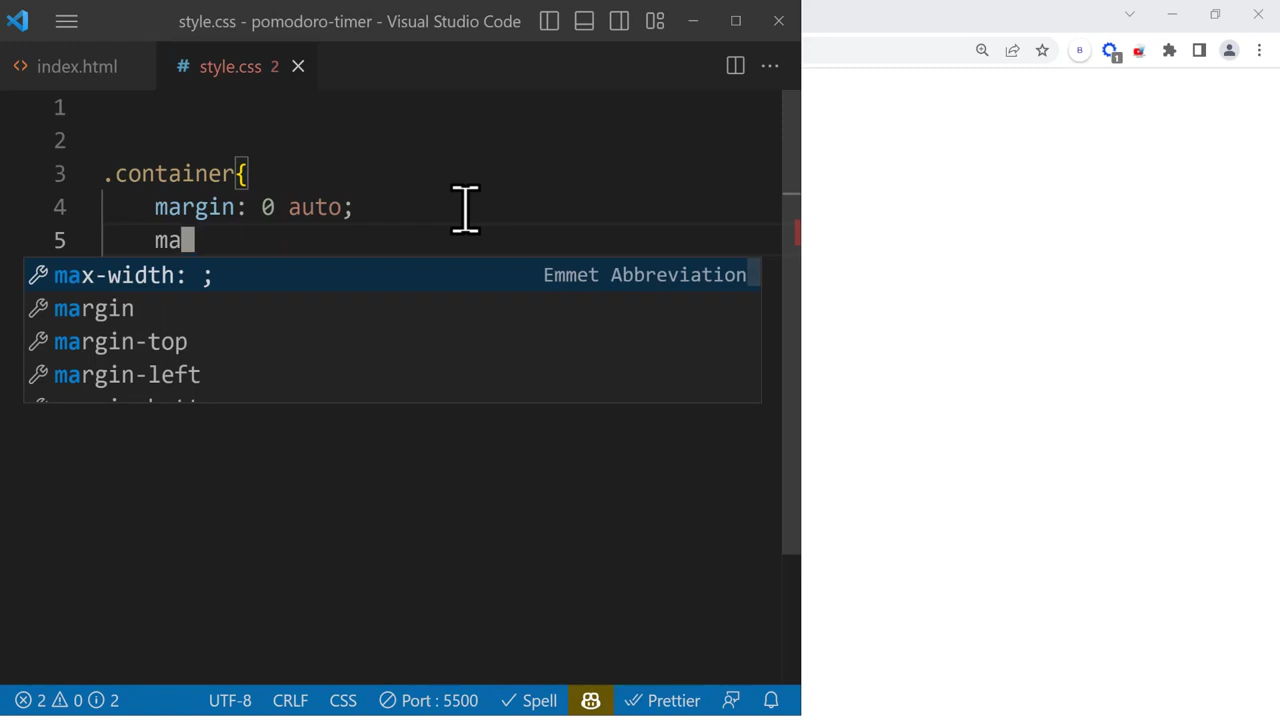 style.css - pomodoro-timer - Visual Studio Code
index.html
style.css 2
1
2
3 .container{
4 margin: 0 auto;
5 ma
max-width: ; Emmet Abbreviation
margin
margin-top
margin-left
2 0 2 UTF-8 CRLF CSS Port : 5500 Spell Prettier
B
1